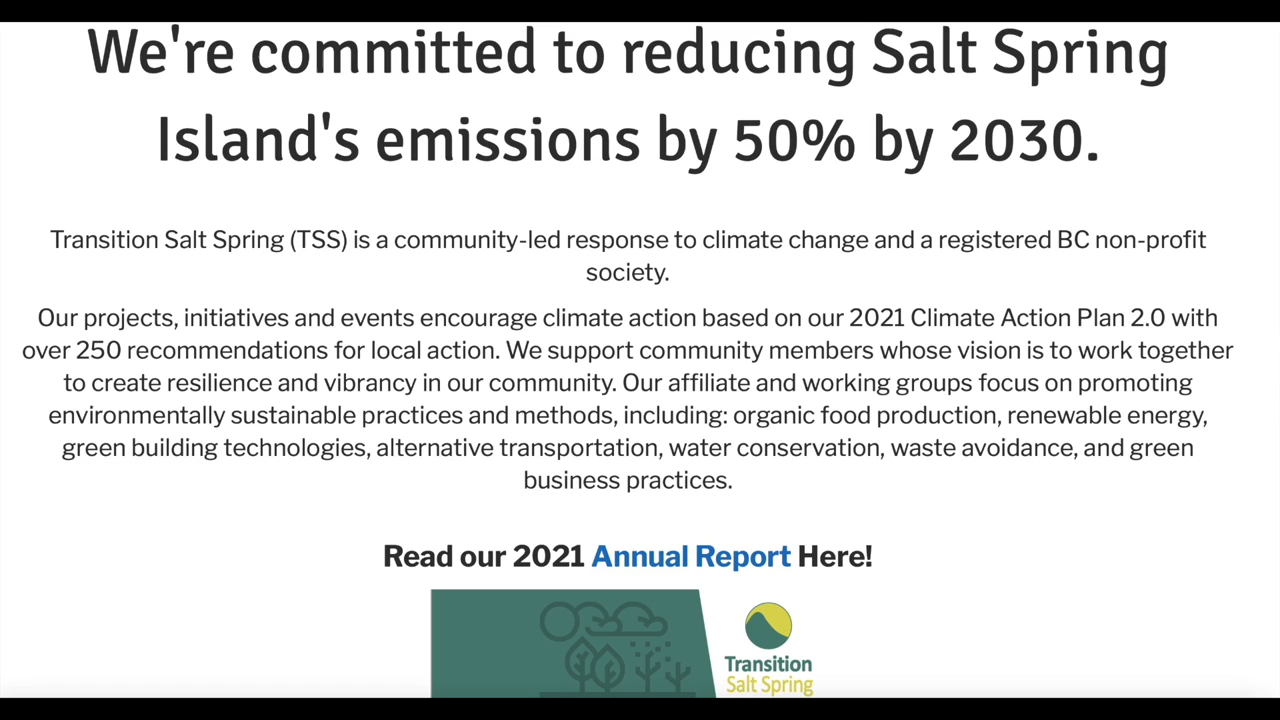 We're committed to reducing Salt Spring
Island's emissions by 50% by 2030.
Transition Salt Spring (TSS) is a community-led response to climate change and a registered BC non-profit
society.
Our projects, initiatives and events encourage climate action based on our 2021 Climate Action Plan 2.0 with
over 250 recommendations for local action. We support community members whose vision is to work together
to create resilience and vibrancy in our community. Our affiliate and working groups focus on promoting
environmentally sustainable practices and methods, including: organic food production, renewable energy,
green building technologies, alternative transportation, water conservation, waste avoidance, and green
business practices.
Read our 2021 Annual Report Here!
Transition
Salt Spring